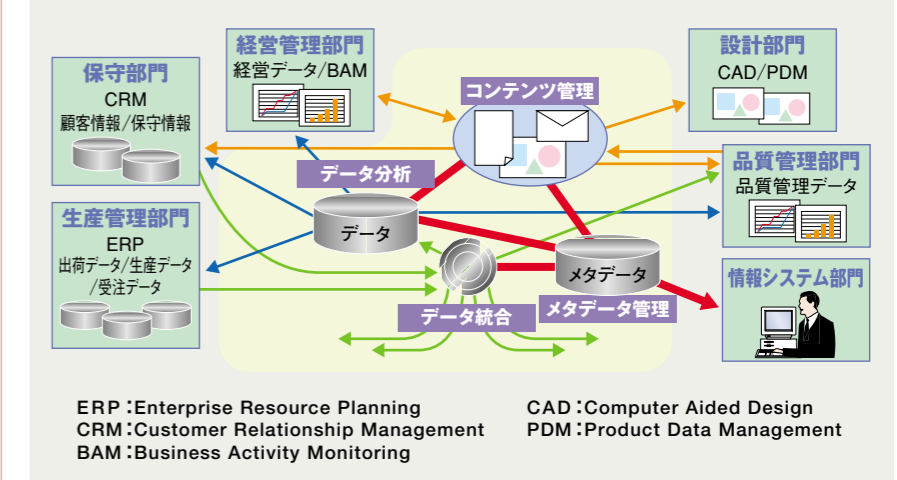 経営管理部門
経営データ/BAM
設計部門
CAD/PDM
保守部門
CRM
顧客情報/保守情報
コンテンツ管理
データ分析
品質管理部門
品質管理データ
生産管理部門
ERP
出荷データ/生産データ
/受注データ
データ
メタデータ
情報システム部門
データ統合
メタデータ管理
ERP:Enterprise Resource Planning
CRM:Customer Relationship Management
BAM:Business Activity Monitoring
CAD:Computer Aided Design
PDM:Product Data Management